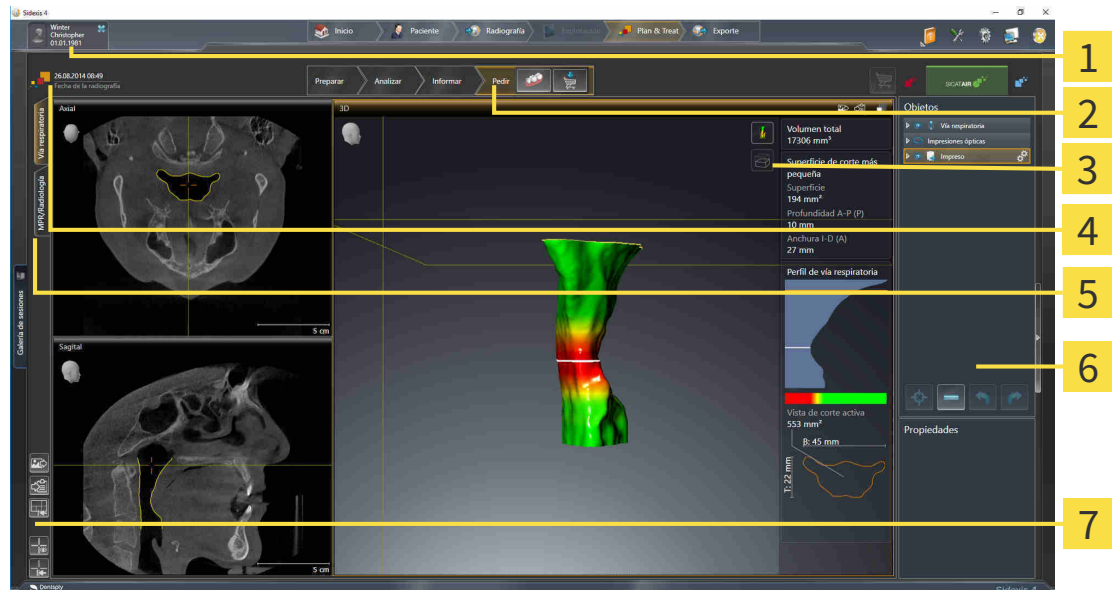 Sidexis 4
Winter
Christopher
01.01.1981
Inicio
Paciente
Radiografía
Plan & Treat
Exporte
1
26.08.2014 08:49
Fecha de la radiografía
Preparar
Analizar
Informar
Pedir
SICAT AIR
2
Vía respiratoria
MPR/Radiología
Galería de sesiones
Axial
5 cm
Sagital
5 cm
3D
Volumen total
17306 mm³
Superficie de corte más
pequeña
Superficie
194 mm²
Profundidad A-P (P)
10 mm
Anchura I-D (A)
27 mm
Perfil de vía respiratoria
Vista de corte activa
553 mm²
B: 45 mm
T: 22 mm
Objetos
Vía respiratoria
Impresiones ópticas
Impreso
Propiedades
3
4
5
6
7
Dentsply
Sidexis 4